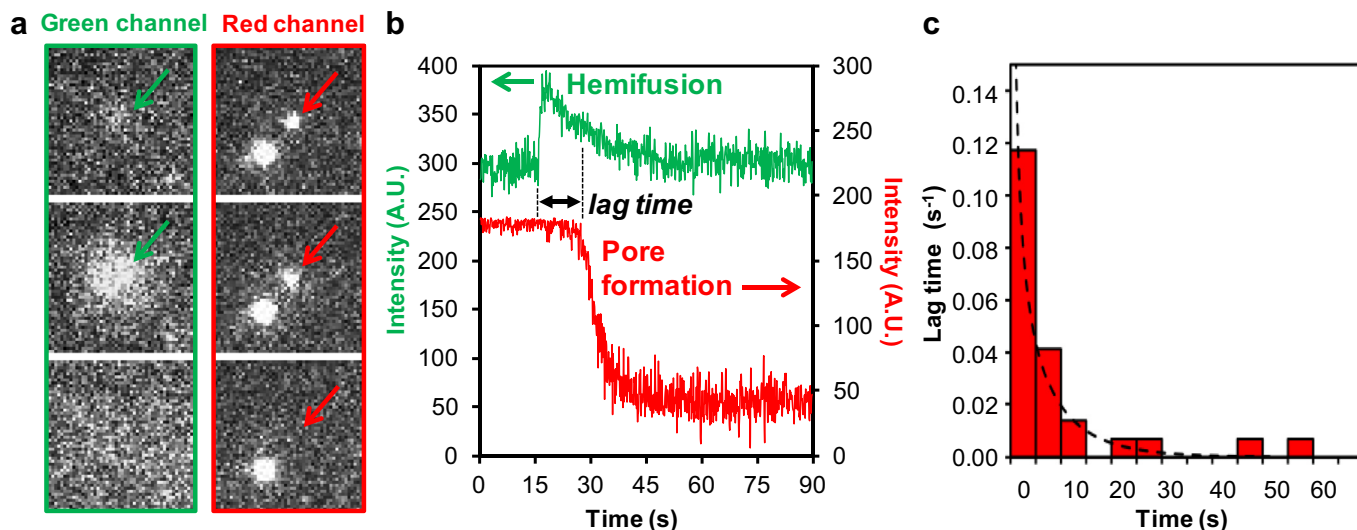 a
Green channel
Red channel
b
400
350
300
250
200
150
100
50
0
Intensity (A.U.)
Hemifusion
lag time
Pore
formation
300
250
200
150
100
50
0
Intensity (A.U.)
0 15 30 45 60 75 90
Time (s)
c
0.14
0.12
0.10
0.08
0.06
0.04
0.02
0.00
Lag time (s-1)
0 10 20 30 40 50 60
Time (s)